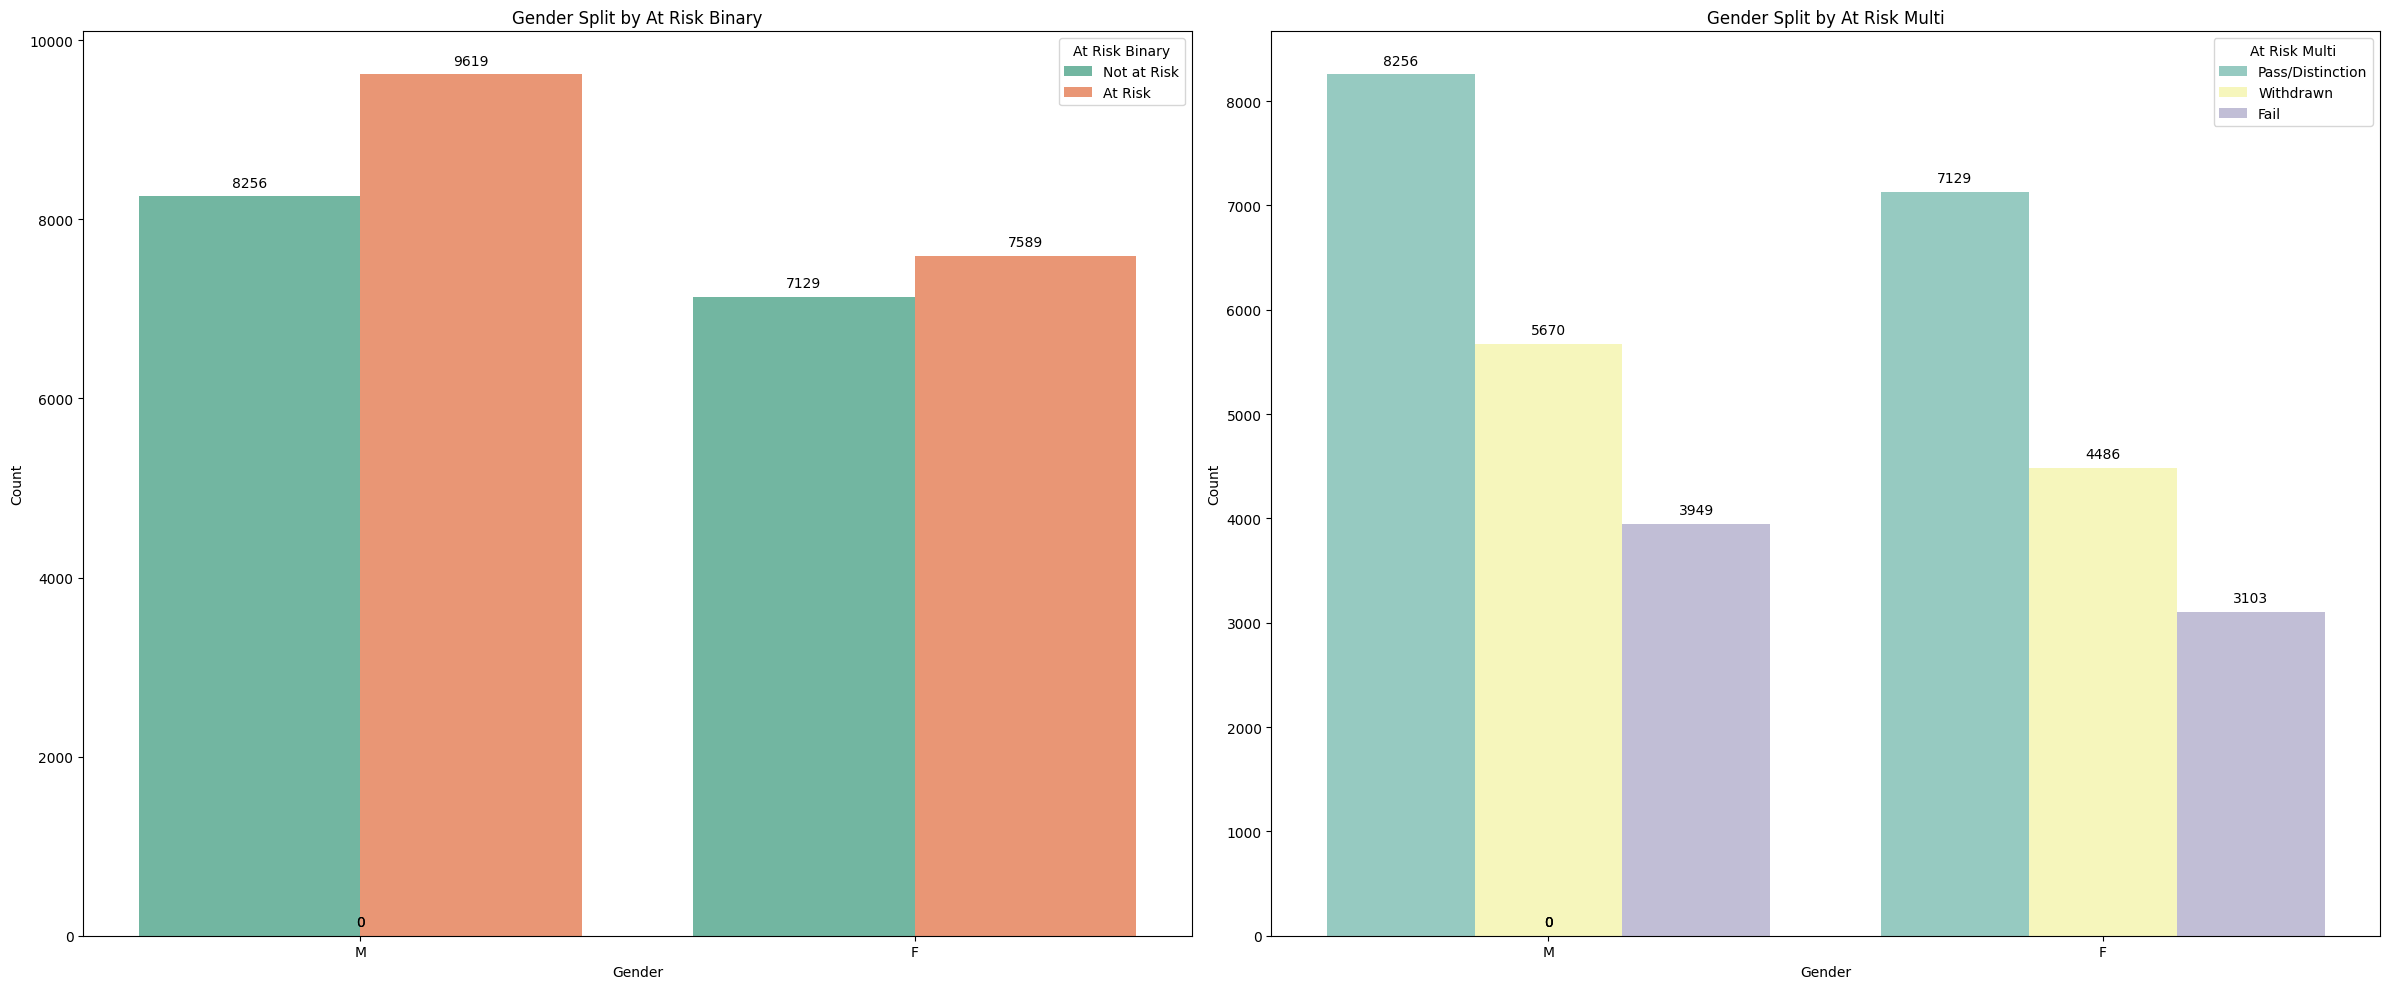 Gender Split by At Risk Binary
10000
8000
6000
4000
2000
0
Count
9619
8256
7589
7129
0
M
F
Gender
At Risk Binary
Not at Risk
At Risk
Gender Split by At Risk Multi
8000
7000
6000
5000
4000
3000
2000
1000
0
Count
8256
5670
3949
7129
4486
3103
0
M
F
Gender
At Risk Multi
Pass/Distinction
Withdrawn
Fail